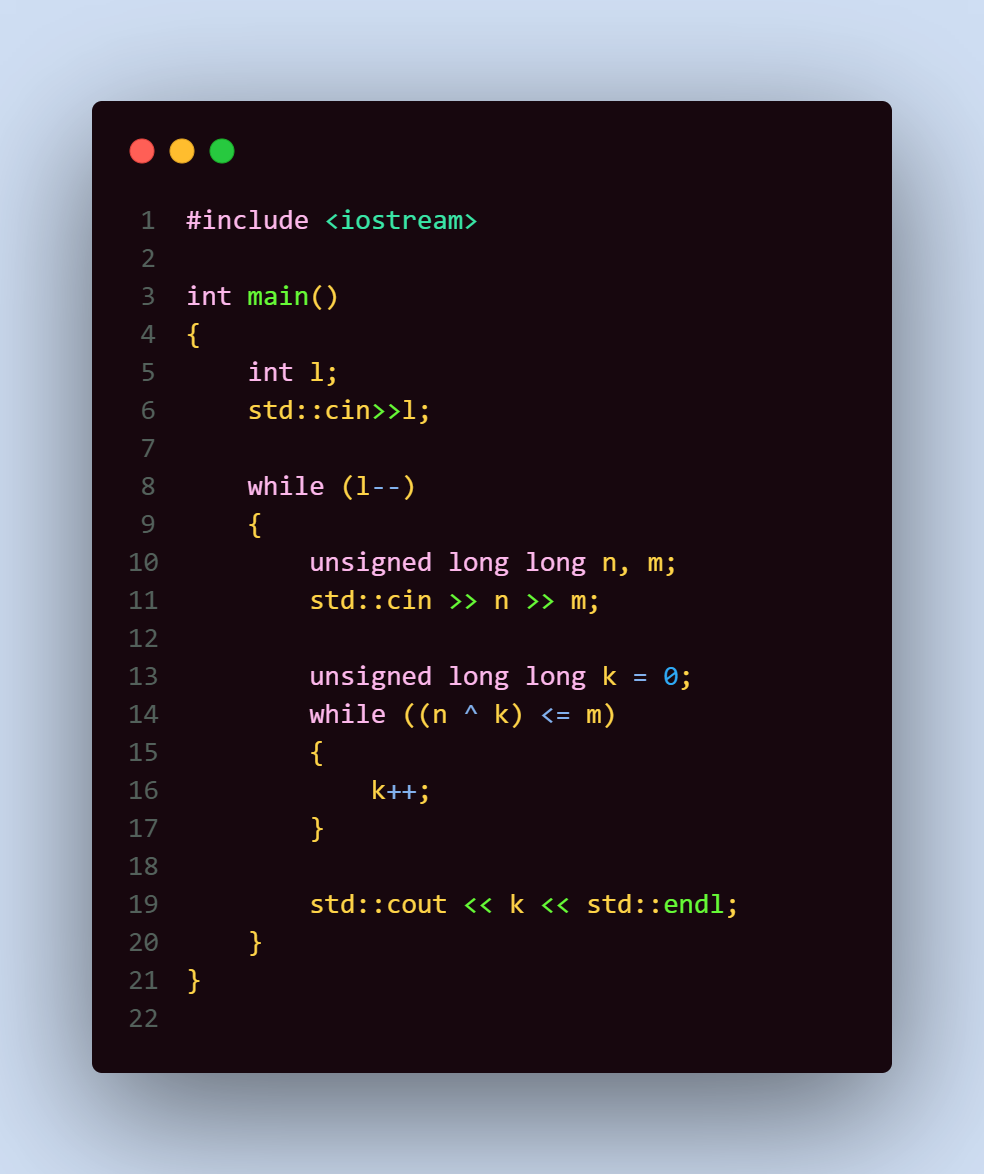 1 #include <iostream>
2
3 int main()
4 {
5     int l;
6     std::cin>>l;
7
8     while (l--)
9     {
10         unsigned long long n, m;
11         std::cin >> n >> m;
12
13         unsigned long long k = 0;
14         while ((n ^ k) <= m)
15         {
16             k++;
17         }
18
19         std::cout << k << std::endl;
20     }
21 }
22